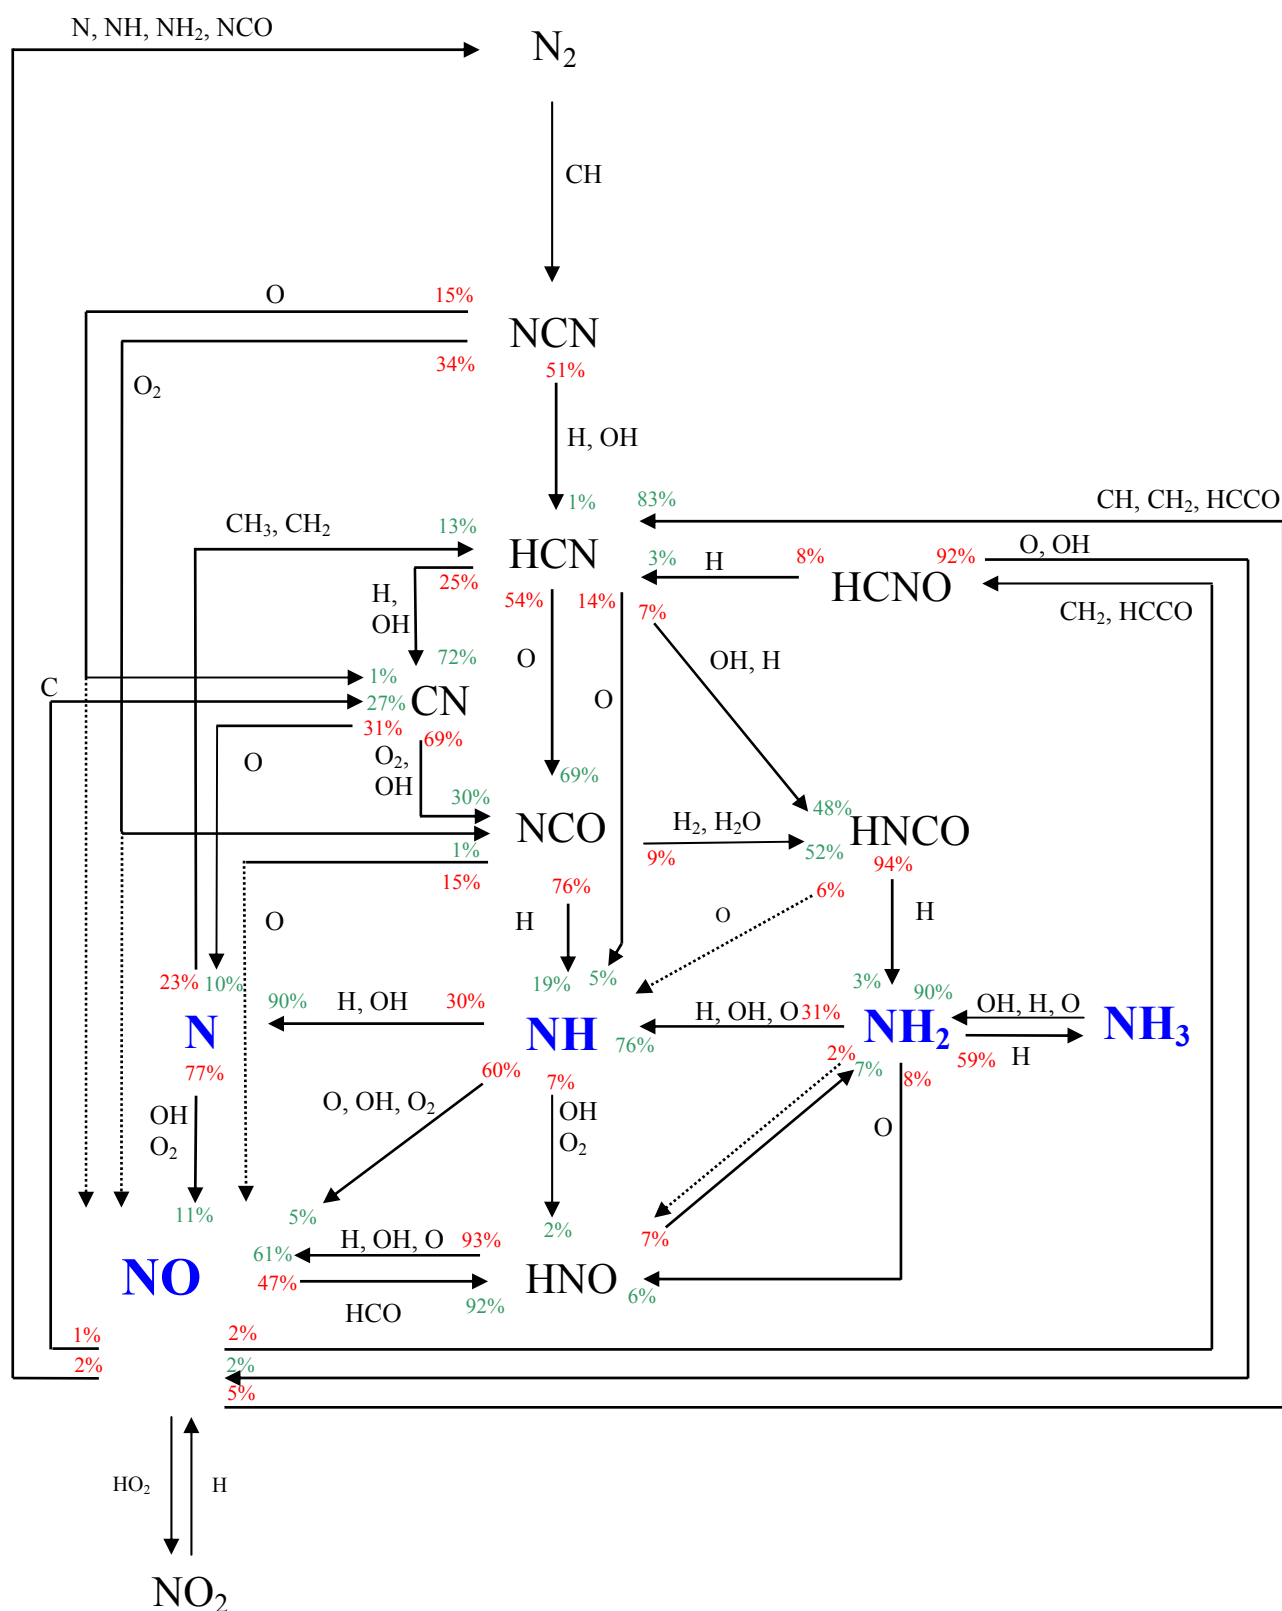 N, NH, NH₂, NCO
N₂
CH
O
15%
NCN
34%
51%
O₂
H, OH
1%
83%
CH, CH₂, HCCO
CH₃, CH₂
13%
HCN
3%
H
8%
92%
O, OH
HCNO
25%
54%
14%
7%
CH₂, HCCO
H,
OH
O
OH, H
72%
1%
C
27%
CN
O
31%
69%
O
O₂,
OH
69%
30%
NCO
H₂, H₂O
48%
HNCO
1%
9%
52%
94%
15%
76%
6%
O
H
O
H
23%
10%
90%
H, OH
30%
19%
5%
3%
90%
N
NH
H, OH, O
31%
NH₂
OH, H, O
NH₃
76%
77%
60%
7%
2%
7%
8%
59%
H
OH
O₂
O, OH, O₂
OH
O₂
O
11%
5%
2%
7%
61%
H, OH, O
93%
NO
47%
HNO
HCO
92%
6%
1%
2%
2%
2%
5%
HO₂
H
NO₂